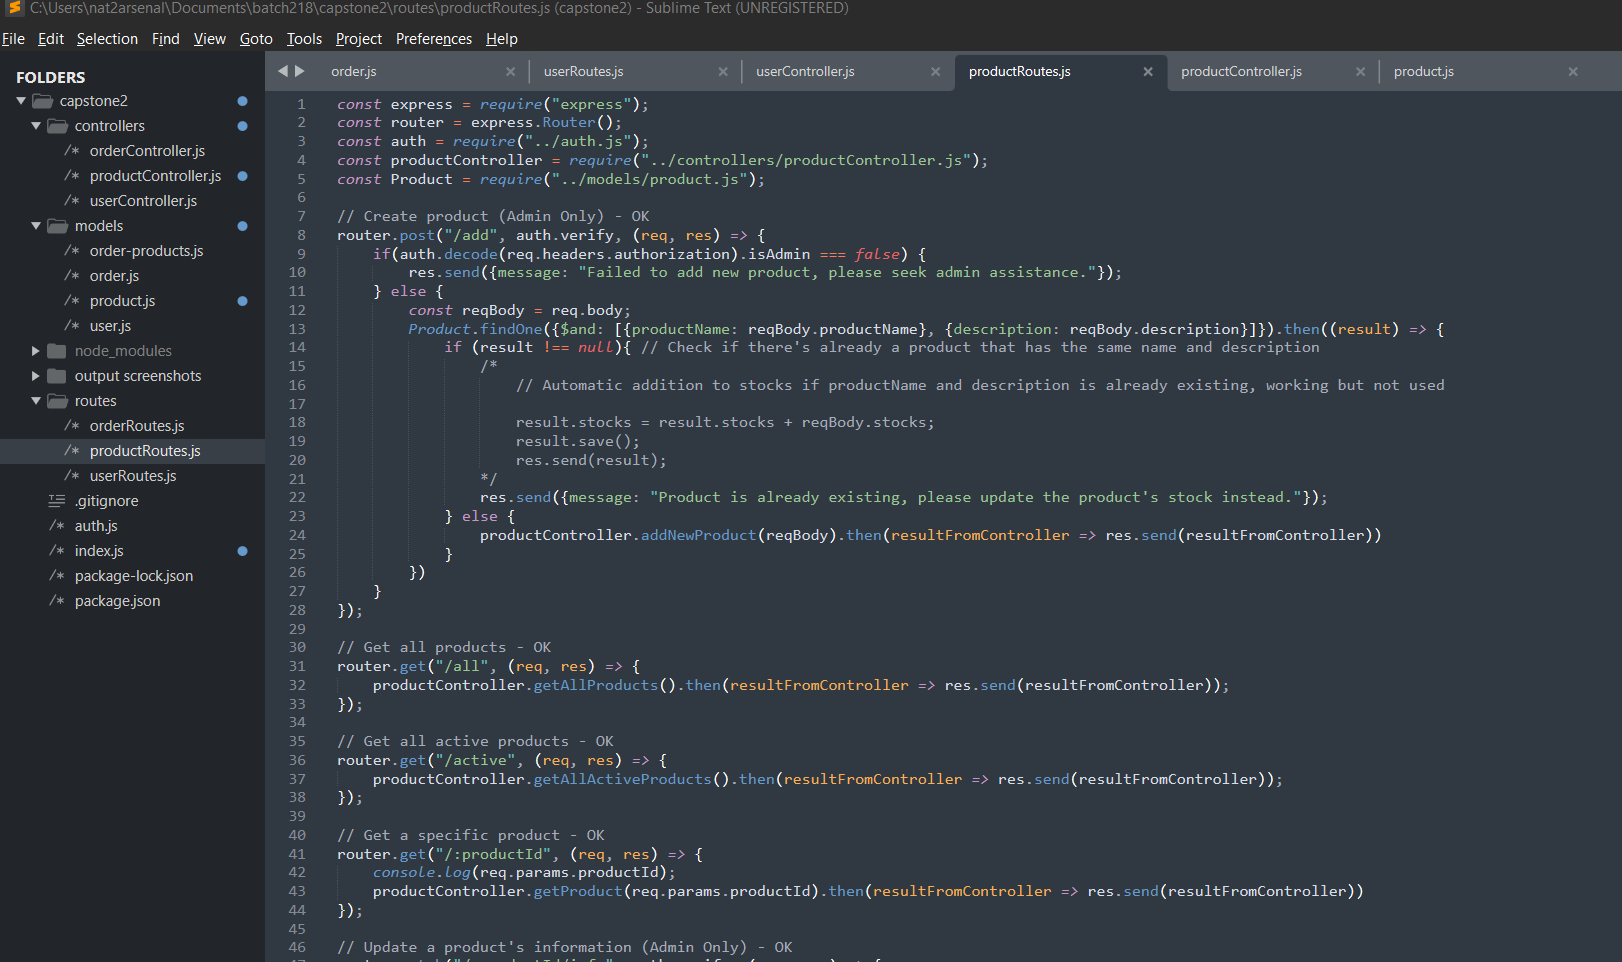 C:\Users\nat2arsenal\Documents\batch218\capstone2\routes\productRoutes.js (capstone2) - Sublime Text (UNREGISTERED)
File Edit Selection Find View Goto Tools Project Preferences Help
FOLDERS
capstone2
controllers
/* orderController.js
/* productController.js
/* userController.js
models
/* order-products.js
/* order.js
/* product.js
/* user.js
node_modules
output screenshots
routes
/* orderRoutes.js
/* productRoutes.js
/* userRoutes.js
.gitignore
/* auth.js
/* index.js
/* package-lock.json
/* package.json
order.js userRoutes.js userController.js productRoutes.js productController.js product.js
1 const express = require("express");
2 const router = express.Router();
3 const auth = require("../auth.js");
4 const productController = require("../controllers/productController.js");
5 const Product = require("../models/product.js");
6
7 // Create product (Admin Only) - OK
8 router.post("/add", auth.verify, (req, res) => {
9 if(auth.decode(req.headers.authorization).isAdmin === false) {
10 res.send({message: "Failed to add new product, please seek admin assistance."});
11 } else {
12 const reqBody = req.body;
13 Product.findOne({$and: [{productName: reqBody.productName}, {description: reqBody.description}]}).then((result) => {
14 if (result !== null){ // Check if there's already a product that has the same name and description
15 /*
16 // Automatic addition to stocks if productName and description is already existing, working but not used
17
18 result.stocks = result.stocks + reqBody.stocks;
19 result.save();
20 res.send(result);
21 */
22 res.send({message: "Product is already existing, please update the product's stock instead."});
23 } else {
24 productController.addNewProduct(reqBody).then(resultFromController => res.send(resultFromController))
25 }
26 })
27 }
28 });
29
30 // Get all products - OK
31 router.get("/all", (req, res) => {
32 productController.getAllProducts().then(resultFromController => res.send(resultFromController));
33 });
34
35 // Get all active products - OK
36 router.get("/active", (req, res) => {
37 productController.getAllActiveProducts().then(resultFromController => res.send(resultFromController));
38 });
39
40 // Get a specific product - OK
41 router.get("/:productId", (req, res) => {
42 console.log(req.params.productId);
43 productController.getProduct(req.params.productId).then(resultFromController => res.send(resultFromController))
44 });
45
46 // Update a product's information (Admin Only) - OK